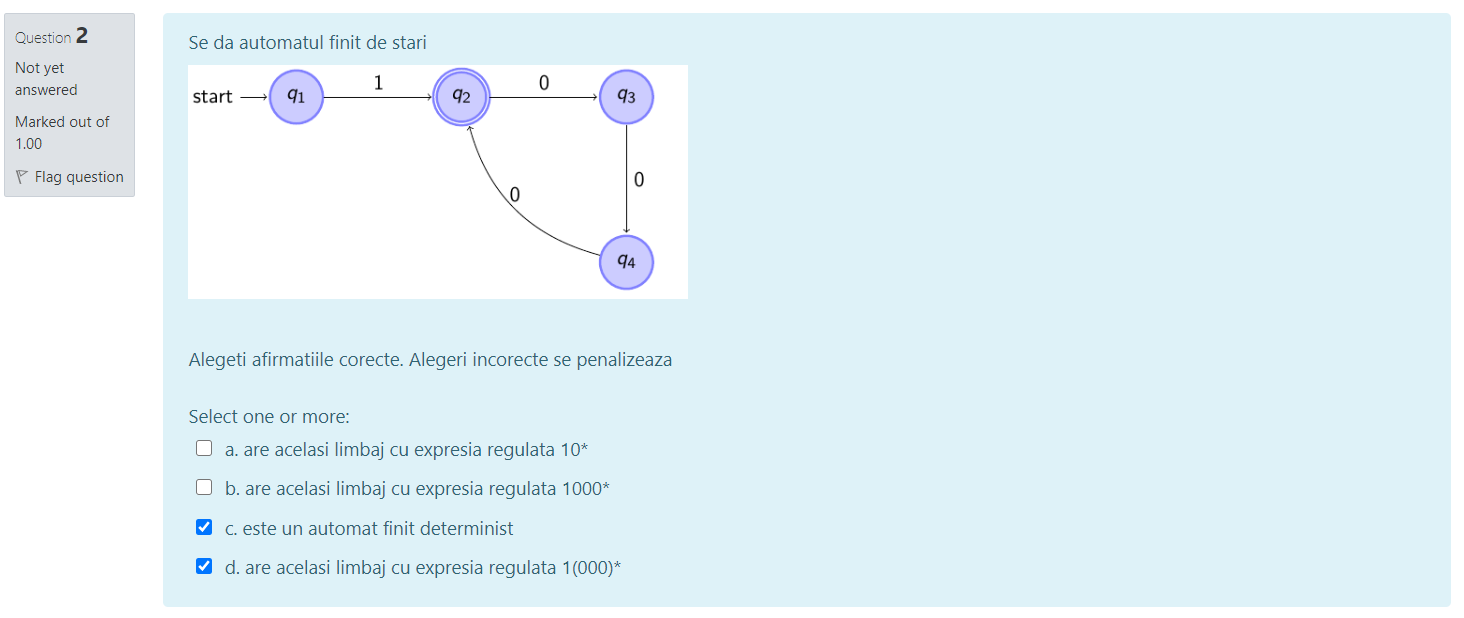 Question 2
Not yet
answered
Marked out of
1.00
Flag question
Se da automatul finit de stari
start
q1
1
q2
0
q3
0
0
q4
Alegeti afirmatiile corecte. Alegeri incorecte se penalizeaza
Select one or more:
a. are acelasi limbaj cu expresia regulata 10*
b. are acelasi limbaj cu expresia regulata 1000*
c. este un automat finit determinist
d. are acelasi limbaj cu expresia regulata 1(000)*